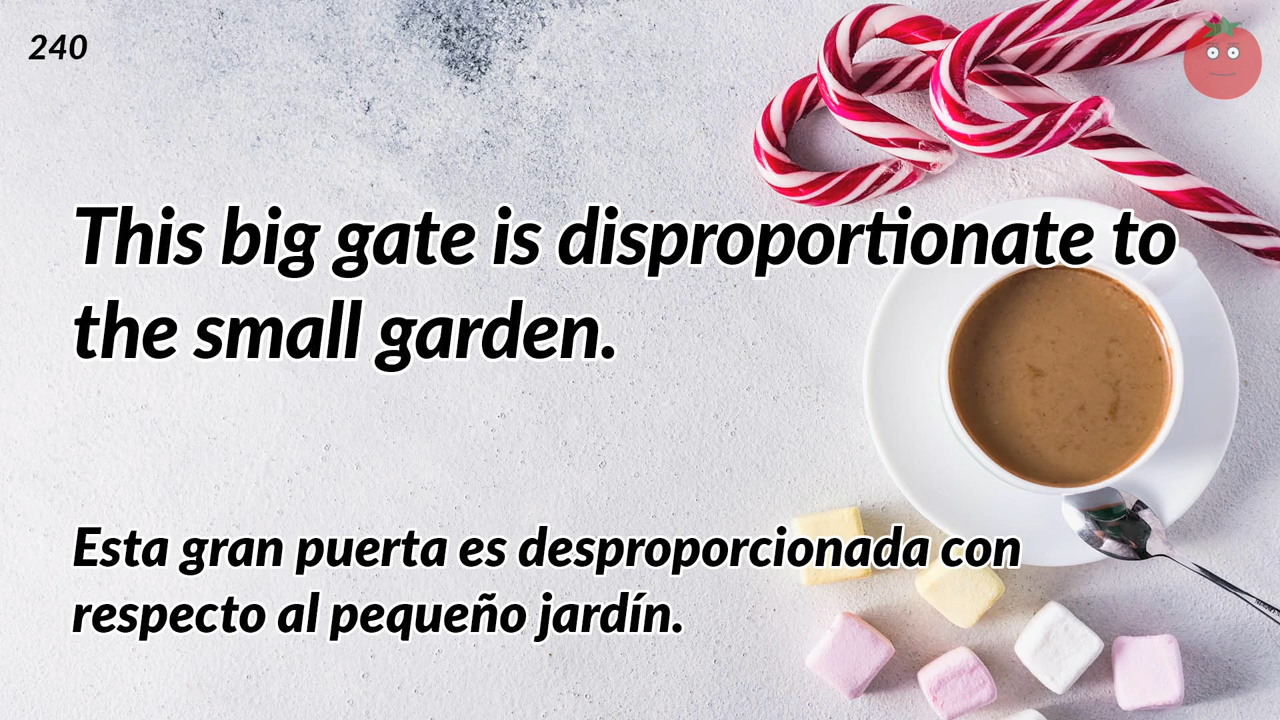 240
This big gate is disproportionate to
the small garden.
Esta gran puerta es desproporcionada con
respecto al pequeño jardín.